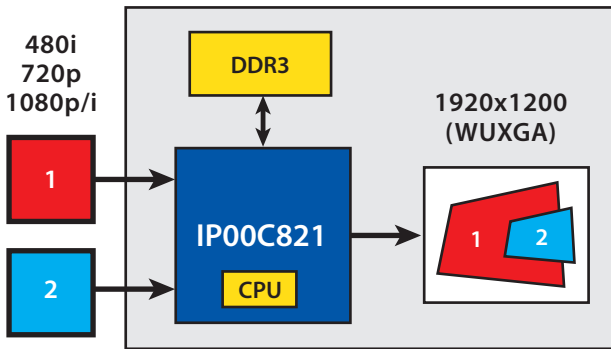 480i
720p
1080p/i
DDR3
1920x1200
(WUXGA)
1
IP00C821
1
2
2
CPU